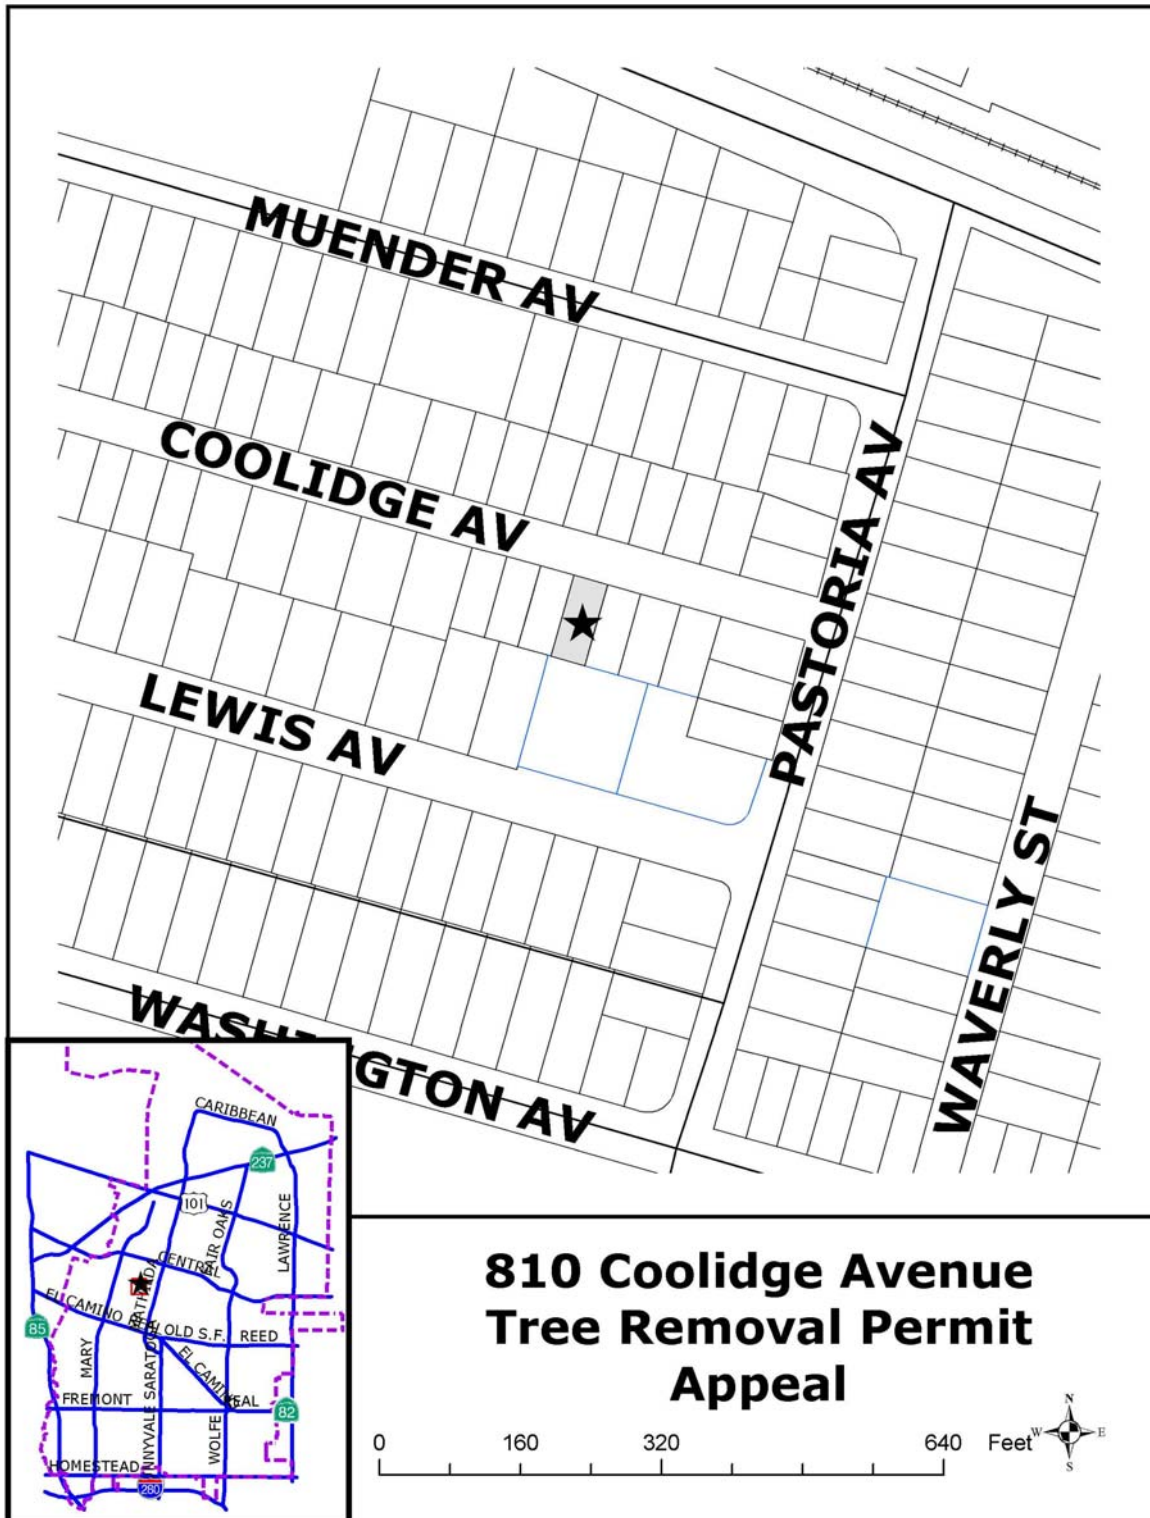 MUENDER AV
COOLIDGE AV
LEWIS AV
PASTORIA AV
WAVERLY ST
GTON AV
CARIBBEAN
237
101
FAIR OAKS
LAWRENCE
CENTRAL
EL CAMINO REAL
OLD S.F.
REED
85
MARY
NNYVALE SARATOGA
EL CAMINO
REAL
FREMONT
WOLFE
82
HOMESTEAD
280
810 Coolidge Avenue
Tree Removal Permit
Appeal
0 160 320 640 Feet
N
W E
S